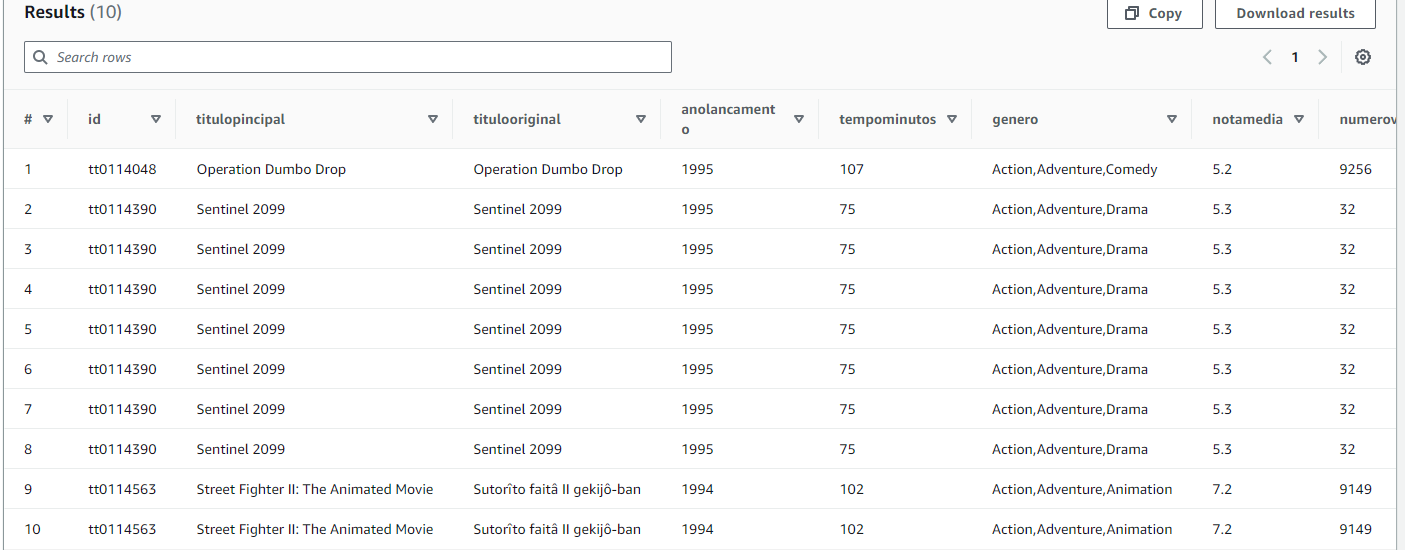 Results (10)
Copy
Download results
Search rows
1
# id titulopincipal titulooriginal anolancament
o tempominutos genero notamedia numerov
1 tt0114048 Operation Dumbo Drop Operation Dumbo Drop 1995 107 Action,Adventure,Comedy 5.2 9256
2 tt0114390 Sentinel 2099 Sentinel 2099 1995 75 Action,Adventure,Drama 5.3 32
3 tt0114390 Sentinel 2099 Sentinel 2099 1995 75 Action,Adventure,Drama 5.3 32
4 tt0114390 Sentinel 2099 Sentinel 2099 1995 75 Action,Adventure,Drama 5.3 32
5 tt0114390 Sentinel 2099 Sentinel 2099 1995 75 Action,Adventure,Drama 5.3 32
6 tt0114390 Sentinel 2099 Sentinel 2099 1995 75 Action,Adventure,Drama 5.3 32
7 tt0114390 Sentinel 2099 Sentinel 2099 1995 75 Action,Adventure,Drama 5.3 32
8 tt0114390 Sentinel 2099 Sentinel 2099 1995 75 Action,Adventure,Drama 5.3 32
9 tt0114563 Street Fighter II: The Animated Movie Sutorîto faitâ II gekijô-ban 1994 102 Action,Adventure,Animation 7.2 9149
10 tt0114563 Street Fighter II: The Animated Movie Sutorîto faitâ II gekijô-ban 1994 102 Action,Adventure,Animation 7.2 9149